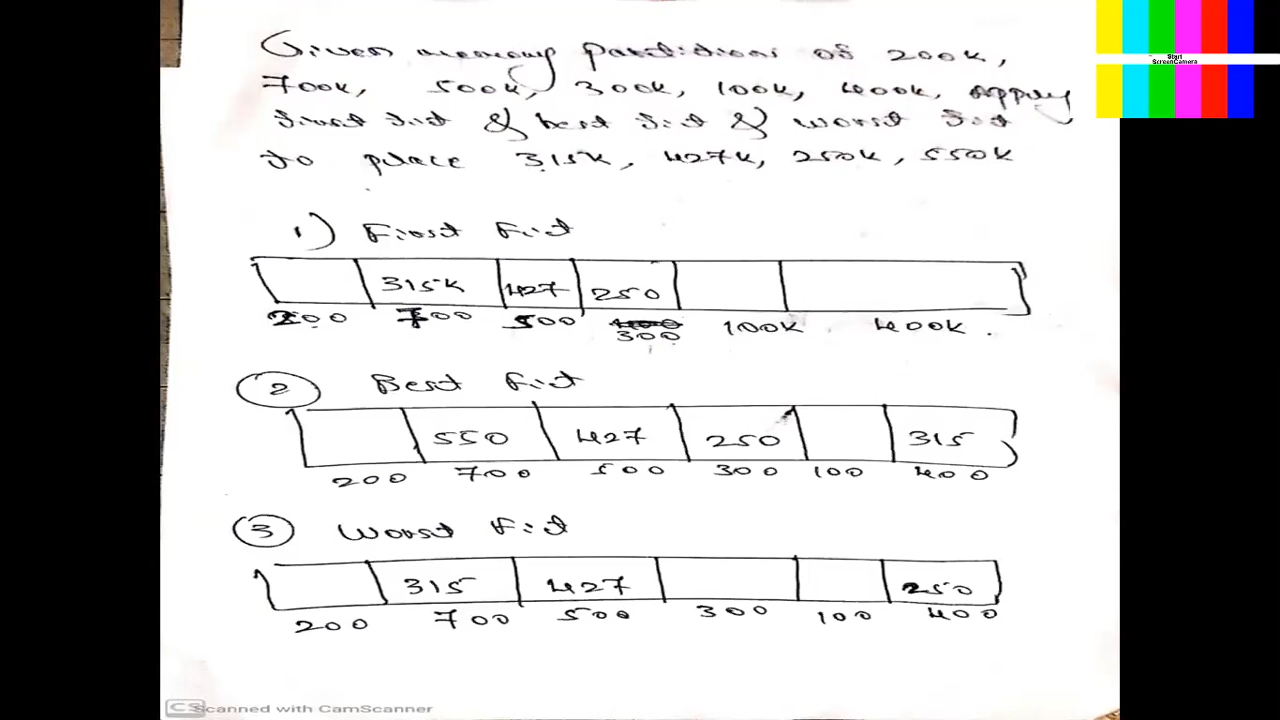 Given memory partitions of 200K,
700K, 500K, 300K, 100K, 400K, apply
first fit & best fit & worst fit
to place 315K, 427K, 250K, 550K
1) First Fit
315K 427 250
200 700 500 300 100K 400K.
2 Best Fit
550 427 250 315
200 700 500 300 100 400
3 Worst Fit
315 427 250
200 700 500 300 100 400
CS Scanned with CamScanner
Start
ScreenCamera